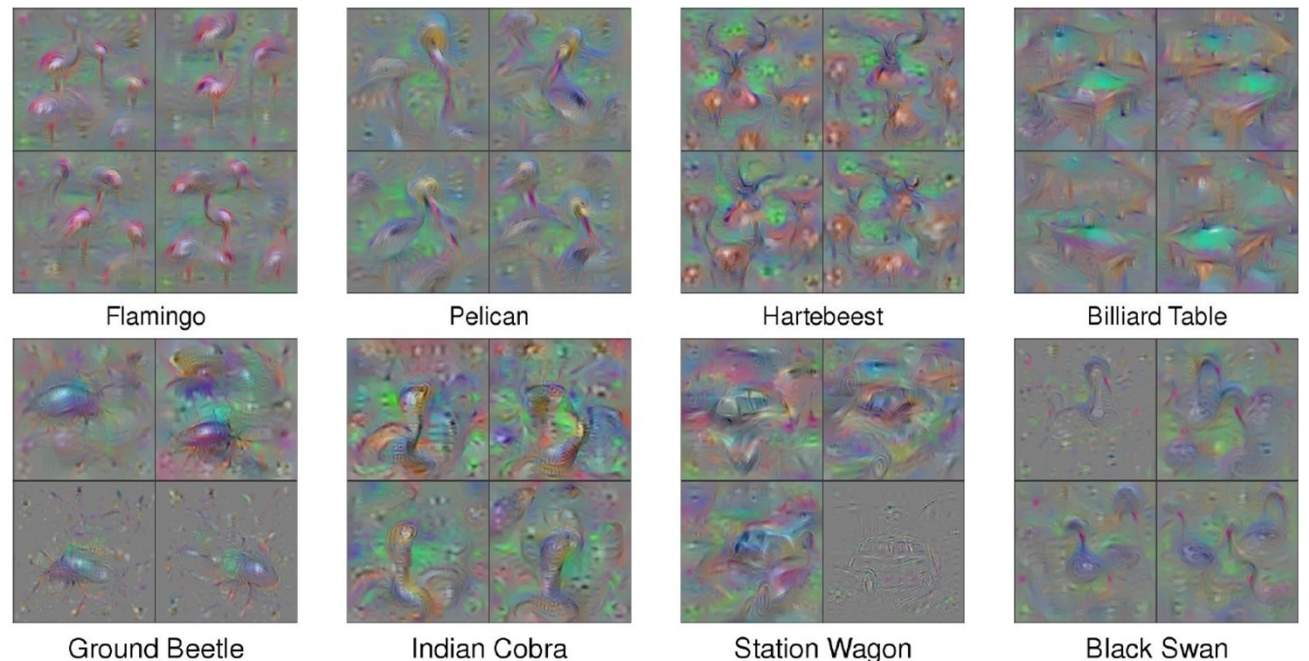 Flamingo
Pelican
Hartebeest
Billiard Table
Ground Beetle
Indian Cobra
Station Wagon
Black Swan